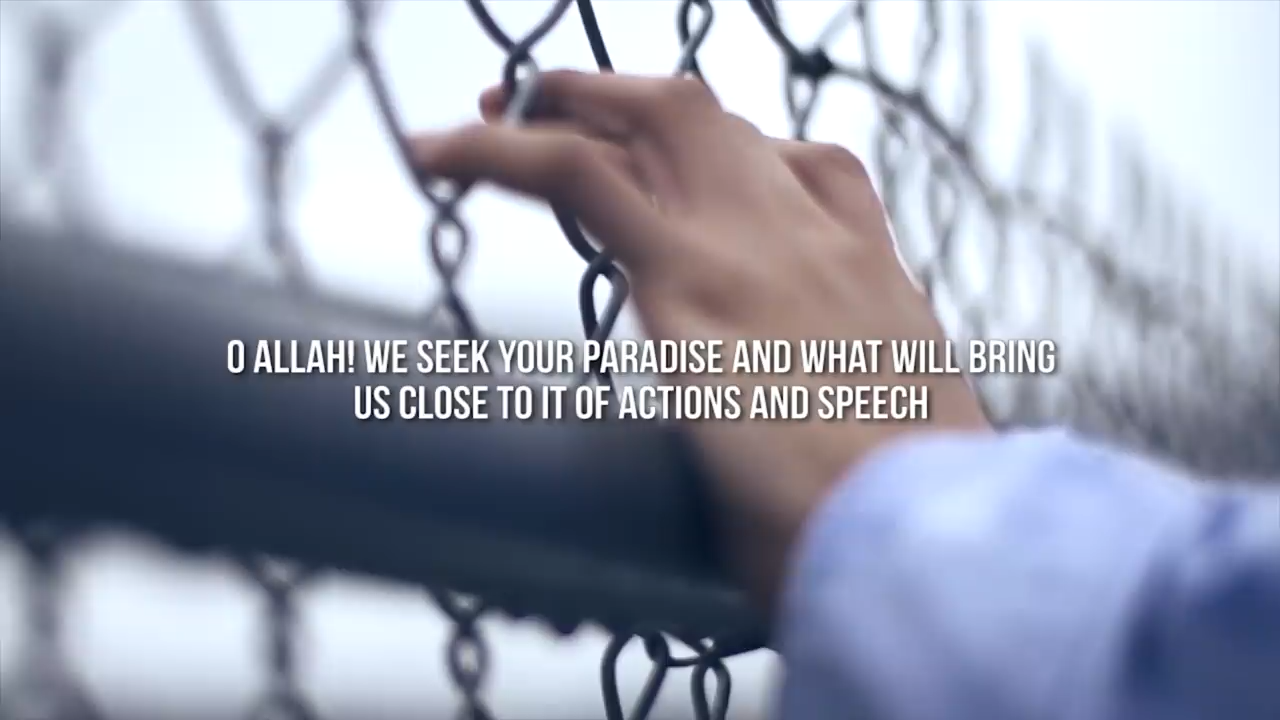 O ALLAH! WE SEEK YOUR PARADISE AND WHAT WILL BRING
US CLOSE TO IT OF ACTIONS AND SPEECH